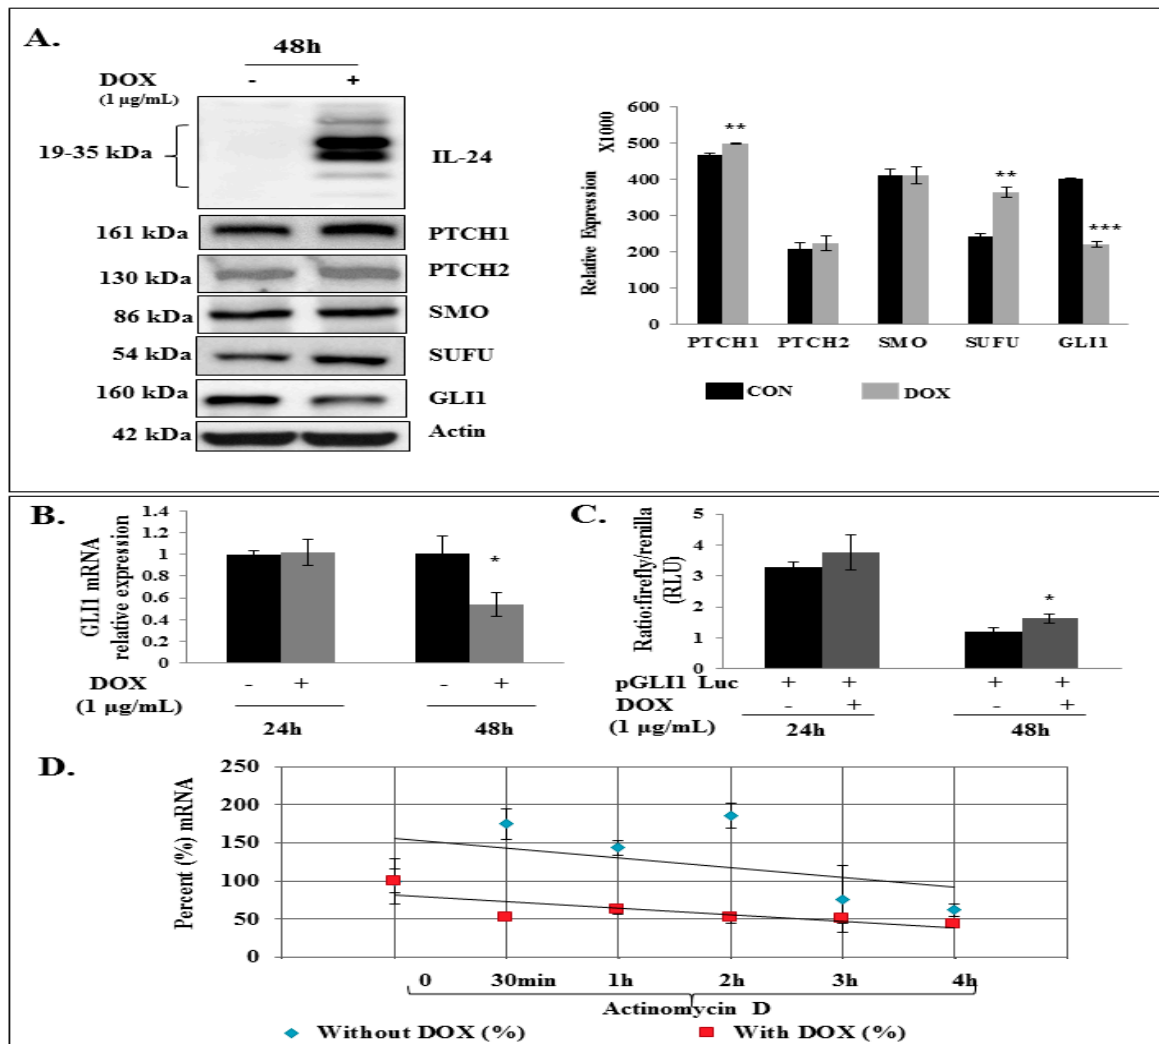 A.
48h
DOX - +
(1 µg/mL)
19-35 kDa
IL-24
161 kDa PTCH1
130 kDa PTCH2
86 kDa SMO
54 kDa SUFU
160 kDa GLI1
42 kDa Actin
Relative Expression X1000
600
500
400
300
200
100
0
**
**
***
PTCH1 PTCH2 SMO SUFU GLI1
CON DOX
B.
GLI1 mRNA
relative expression
1.4
1.2
1
0.8
0.6
0.4
0.2
0
*
DOX - + - +
(1 µg/mL)
24h 48h
C.
Ratio:firefly/renilla
(RLU)
5
4
3
2
1
0
*
pGLI1 Luc + + + +
DOX - + - +
(1 µg/mL)
24h 48h
D.
Percent (%) mRNA
250
200
150
100
50
0
0 30min 1h 2h 3h 4h
Actinomycin D
Without DOX (%) With DOX (%)